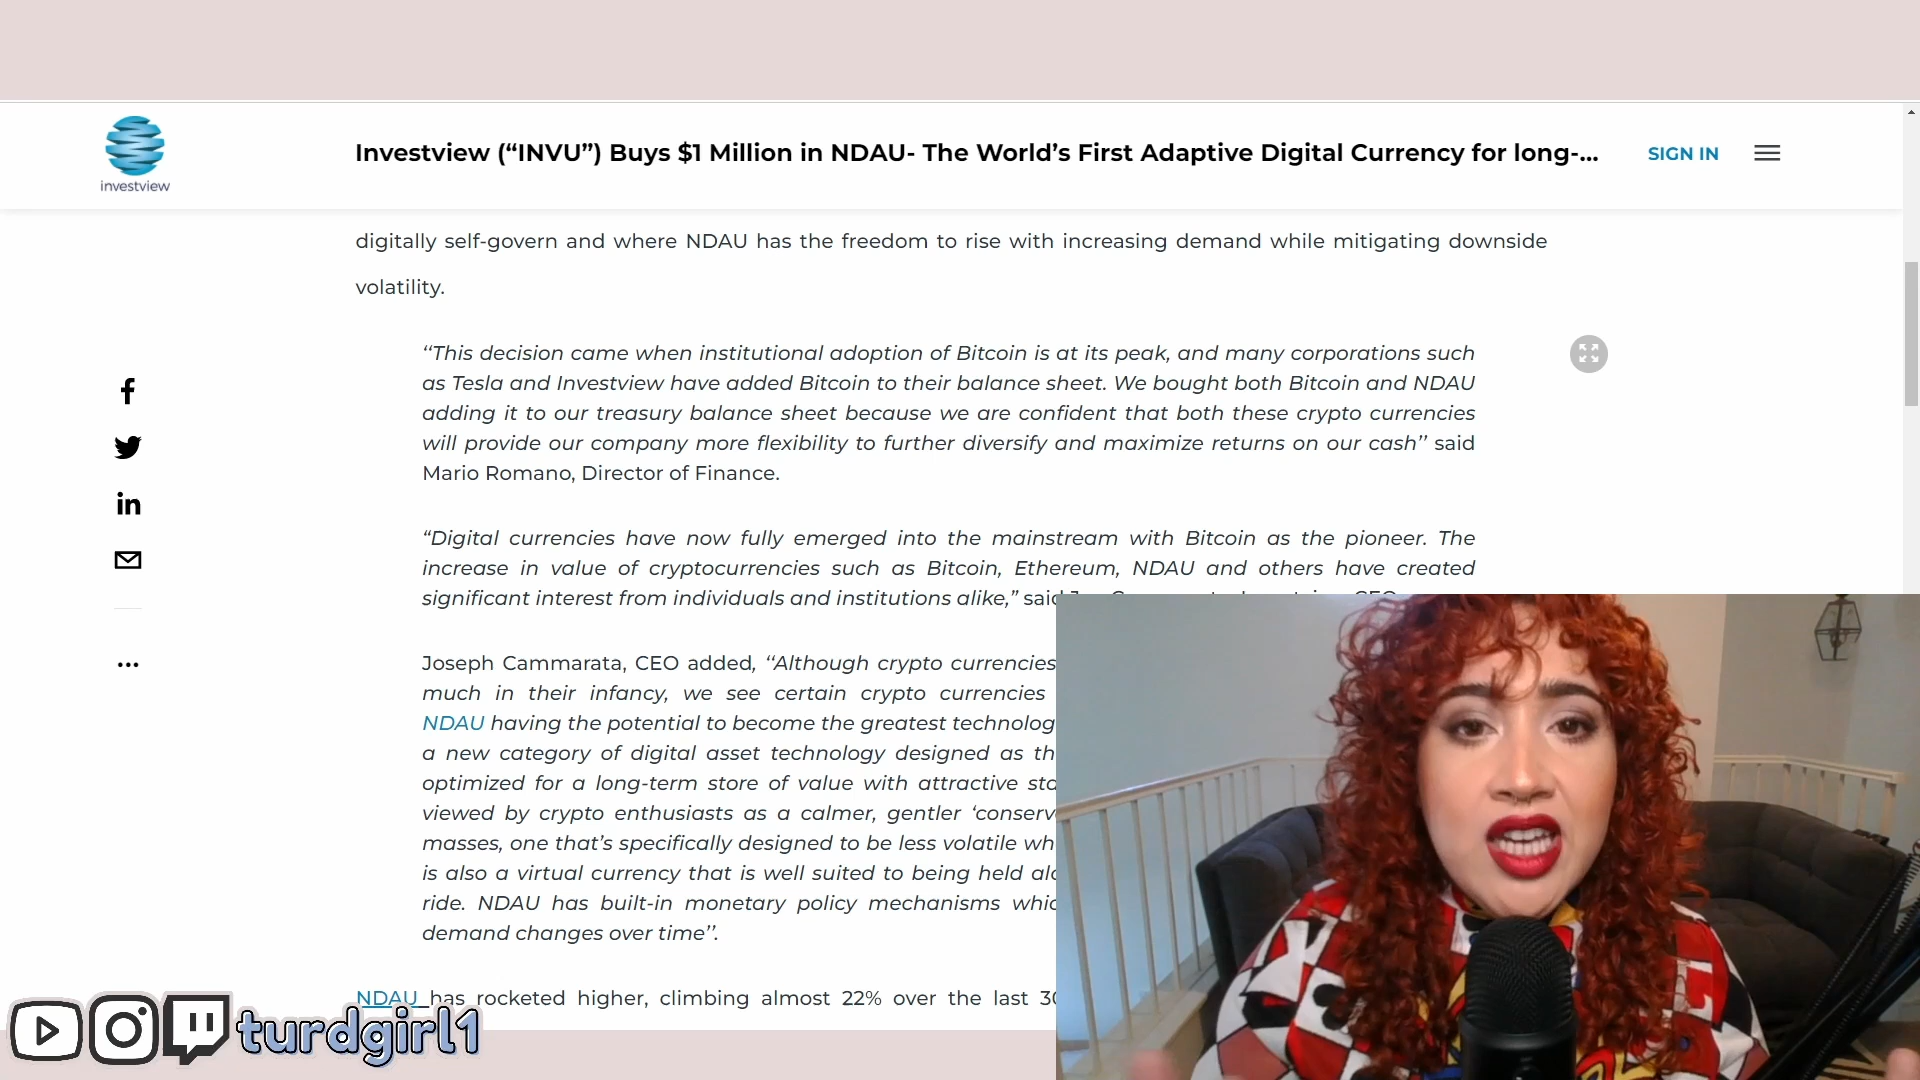 investview
Investview (“INVU”) Buys $1 Million in NDAU- The World’s First Adaptive Digital Currency for long-...
SIGN IN
digitally self-govern and where NDAU has the freedom to rise with increasing demand while mitigating downside
volatility.
‘‘This decision came when institutional adoption of Bitcoin is at its peak, and many corporations such
as Tesla and Investview have added Bitcoin to their balance sheet. We bought both Bitcoin and NDAU
adding it to our treasury balance sheet because we are confident that both these crypto currencies
will provide our company more flexibility to further diversify and maximize returns on our cash’’ said
Mario Romano, Director of Finance.
“Digital currencies have now fully emerged into the mainstream with Bitcoin as the pioneer. The
increase in value of cryptocurrencies such as Bitcoin, Ethereum, NDAU and others have created
significant interest from individuals and institutions alike,” said
Joseph Cammarata, CEO added, ‘‘Although crypto currencies
much in their infancy, we see certain crypto currencies
NDAU having the potential to become the greatest
a new category of digital asset technology designed as
optimized for a long-term store of value with attractive
viewed by crypto enthusiasts as a calmer, gentler
masses, one that’s specifically designed to be less volatile
is also a virtual currency that is well suited to being held
ride. NDAU has built-in monetary policy mechanisms
demand changes over time’’.
NDAU has rocketed higher, climbing almost 22% over the last
turdgirl1